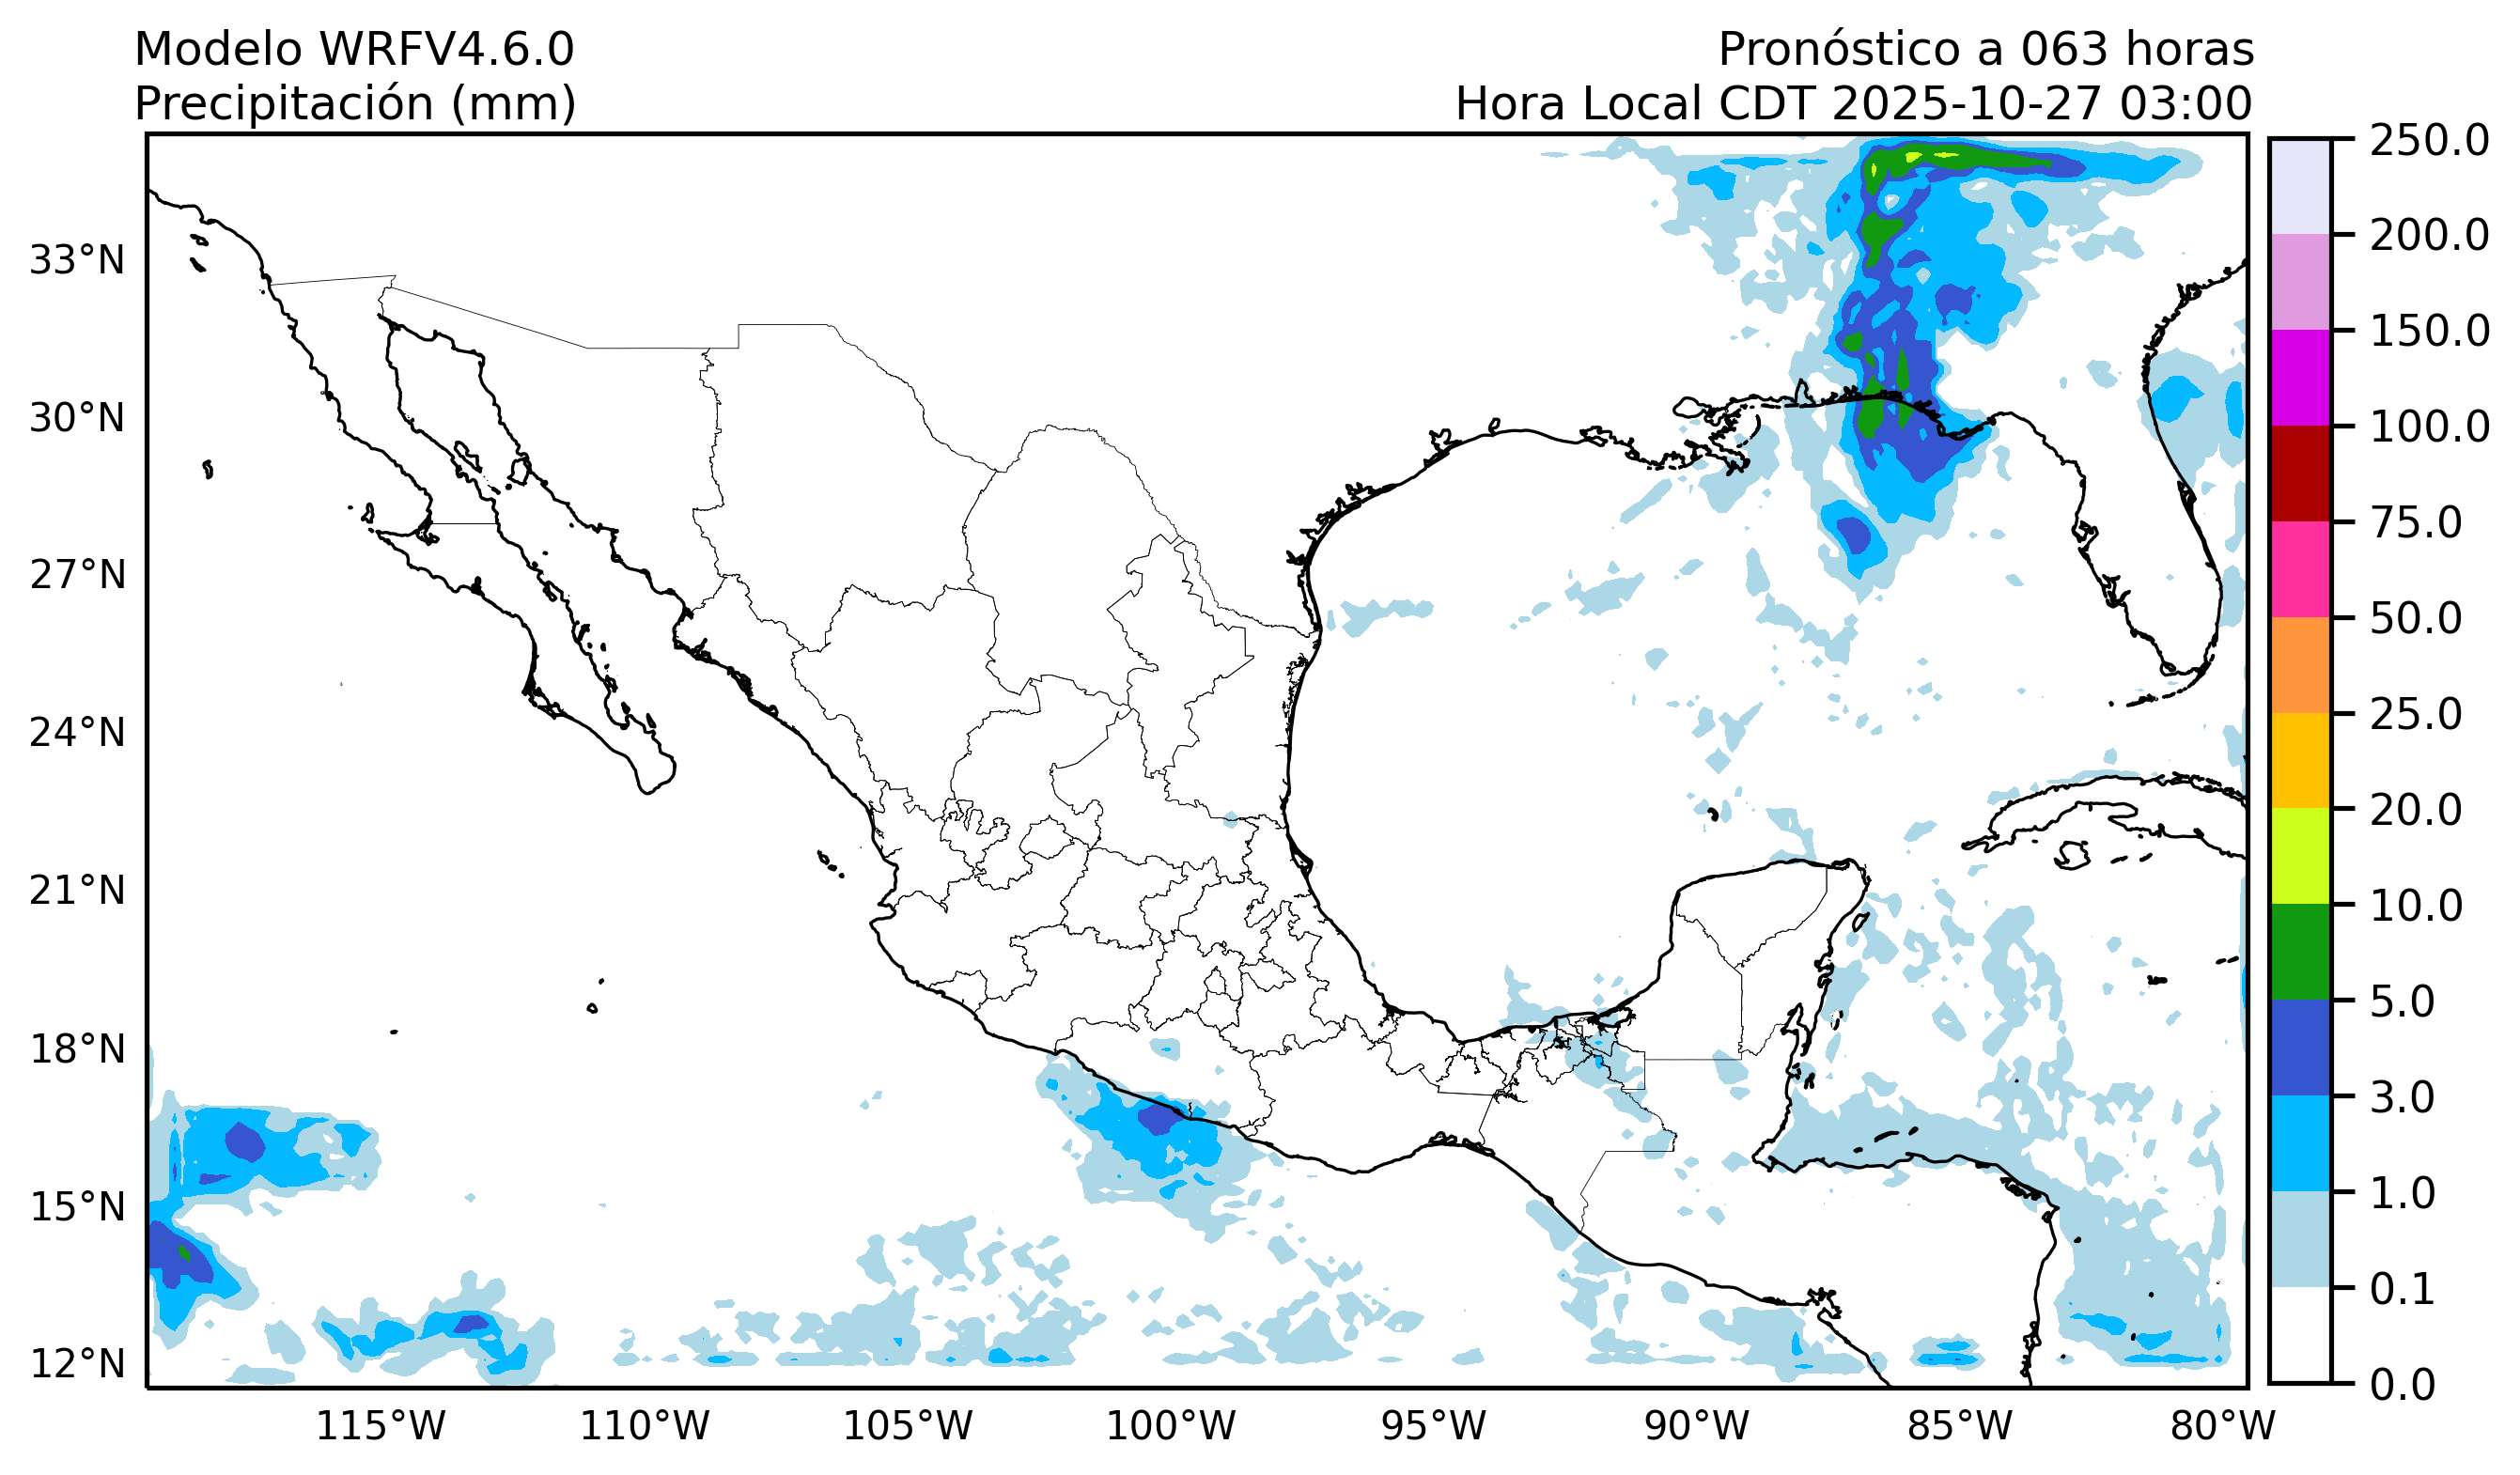 Modelo WRFV4.6.0
Precipitación (mm)
Pronóstico a 063 horas
Hora Local CDT 2025-10-27 03:00
33°N
30°N
27°N
24°N
21°N
18°N
15°N
12°N
115°W
110°W
105°W
100°W
95°W
90°W
85°W
80°W
250.0
200.0
150.0
100.0
75.0
50.0
25.0
20.0
10.0
5.0
3.0
1.0
0.1
0.0